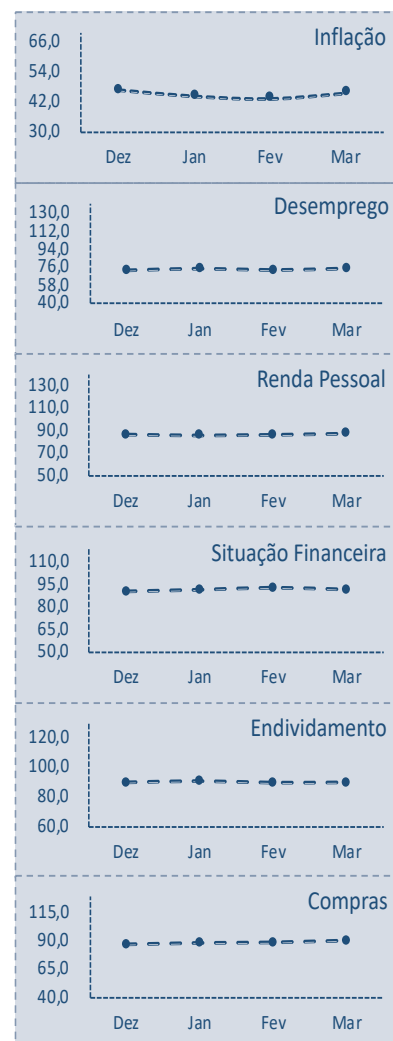 Inflação
66,0
54,0
42,0
30,0
Dez Jan Fev Mar
Desemprego
130,0
112,0
94,0
76,0
58,0
40,0
Dez Jan Fev Mar
Renda Pessoal
130,0
110,0
90,0
70,0
50,0
Dez Jan Fev Mar
Situação Financeira
110,0
95,0
80,0
65,0
50,0
Dez Jan Fev Mar
Endividamento
120,0
100,0
80,0
60,0
Dez Jan Fev Mar
Compras
115,0
90,0
65,0
40,0
Dez Jan Fev Mar